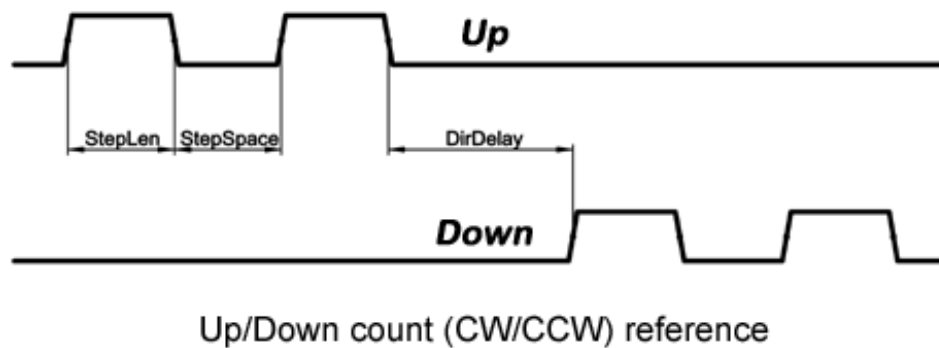 Up
StepLen StepSpace DirDelay
Down
Up/Down count (CW/CCW) reference